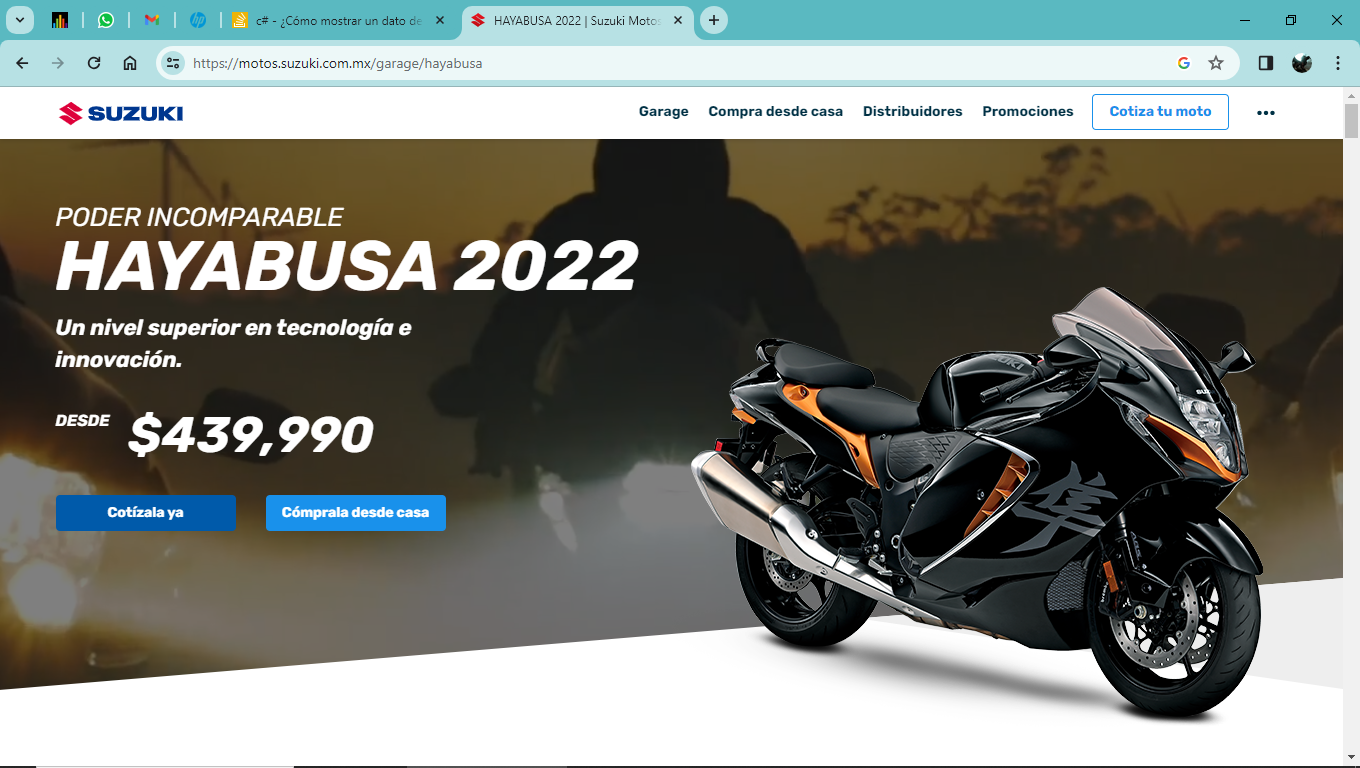 c# - ¿Cómo mostrar un dato de
HAYABUSA 2022 | Suzuki Motos
https://motos.suzuki.com.mx/garage/hayabusa
SUZUKI
Garage
Compra desde casa
Distribuidores
Promociones
Cotiza tu moto
PODER INCOMPARABLE
HAYABUSA 2022
Un nivel superior en tecnología e
innovación.
DESDE
$439,990
Cotízala ya
Cómprala desde casa
隼